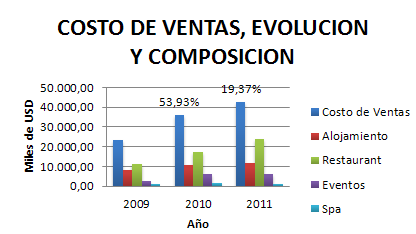 COSTO DE VENTAS, EVOLUCION
Y COMPOSICION
Miles de USD
50.000,00
40.000,00
30.000,00
20.000,00
10.000,00
0,00
53,93%
19,37%
2009
2010
2011
Año
Costo de Ventas
Alojamiento
Restaurant
Eventos
Spa